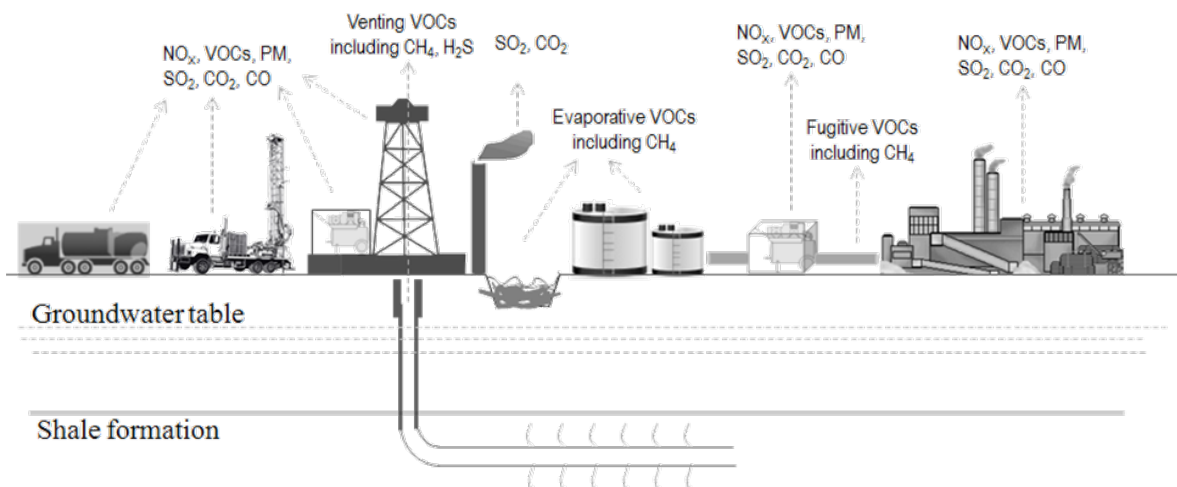 NOₓ, VOCs, PM,
SO₂, CO₂, CO
Venting VOCs
including CH₄, H₂S
SO₂, CO₂
Evaporative VOCs
including CH₄
NOₓ, VOCs, PM,
SO₂, CO₂, CO
Fugitive VOCs
including CH₄
NOₓ, VOCs, PM,
SO₂, CO₂, CO
Groundwater table
Shale formation